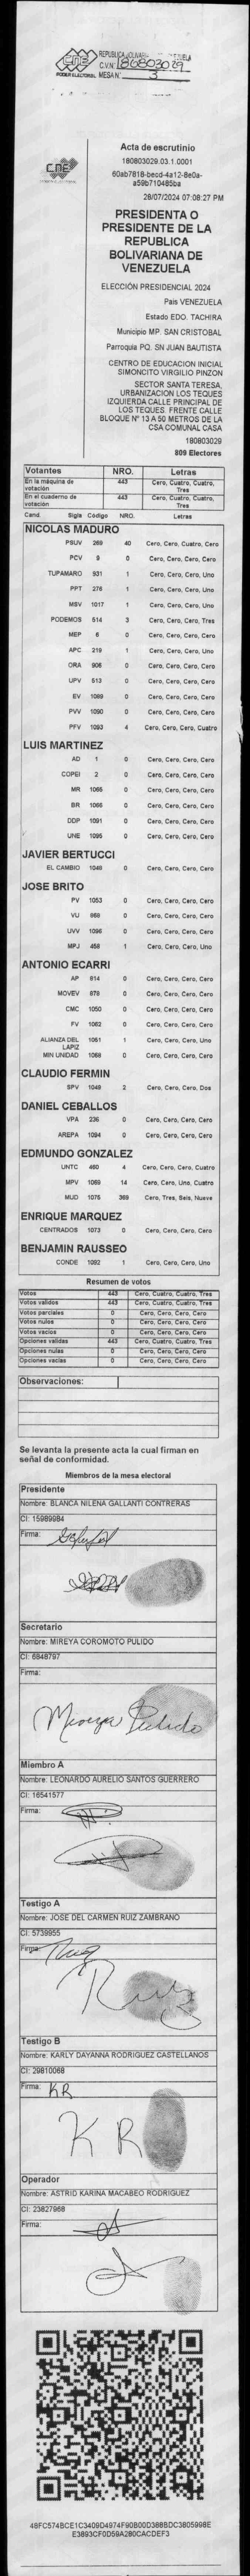 REPUBLICA BOLIVARIANA DE VENEZUELA
CNE
PODER ELECTORAL
C.V.Nº 180803029
MESA Nº 3
CNE
Acta de escrutinio
180803029.03.1.0001
60ab7818-becd-4a12-8e0a-
a59b710485ba
28/07/2024 07:08:27 PM
PRESIDENTA O
PRESIDENTE DE LA
REPUBLICA
BOLIVARIANA DE
VENEZUELA
ELECCIÓN PRESIDENCIAL 2024
Pais VENEZUELA
Estado EDO. TACHIRA
Municipio MP. SAN CRISTOBAL
Parroquia PQ. SN JUAN BAUTISTA
CENTRO DE EDUCACION INICIAL
SIMONCITO VIRGILIO PINZON
SECTOR SANTA TERESA,
URBANIZACION LOS TEQUES
IZQUIERDA CALLE PRINCIPAL DE
LOS TEQUES. FRENTE CALLE
BLOQUE Nº 13 A 50 METROS DE LA
CSA COMUNAL CASA
180803029
809 Electores
Votantes NRO. Letras
En la máquina de votación 443 Cero, Cuatro, Cuatro, Tres
En el cuaderno de votación 443 Cero, Cuatro, Cuatro, Tres
Cand. Sigla Código NRO. Letras
NICOLAS MADURO
PSUV 269 40 Cero, Cero, Cuatro, Cero
PCV 9 0 Cero, Cero, Cero, Cero
TUPAMARO 931 1 Cero, Cero, Cero, Uno
PPT 276 1 Cero, Cero, Cero, Uno
MSV 1017 1 Cero, Cero, Cero, Uno
PODEMOS 514 3 Cero, Cero, Cero, Tres
MEP 6 0 Cero, Cero, Cero, Cero
APC 219 1 Cero, Cero, Cero, Uno
ORA 906 0 Cero, Cero, Cero, Cero
UPV 513 0 Cero, Cero, Cero, Cero
EV 1089 0 Cero, Cero, Cero, Cero
PVV 1090 0 Cero, Cero, Cero, Cero
PFV 1093 4 Cero, Cero, Cero, Cuatro
LUIS MARTINEZ
AD 1 0 Cero, Cero, Cero, Cero
COPEI 2 0 Cero, Cero, Cero, Cero
MR 1065 0 Cero, Cero, Cero, Cero
BR 1066 0 Cero, Cero, Cero, Cero
DDP 1091 0 Cero, Cero, Cero, Cero
UNE 1095 0 Cero, Cero, Cero, Cero
JAVIER BERTUCCI
EL CAMBIO 1049 0 Cero, Cero, Cero, Cero
JOSE BRITO
PV 1053 0 Cero, Cero, Cero, Cero
VU 868 0 Cero, Cero, Cero, Cero
UVV 1096 0 Cero, Cero, Cero, Cero
MPJ 458 1 Cero, Cero, Cero, Uno
ANTONIO ECARRI
AP 814 0 Cero, Cero, Cero, Cero
MOVEV 878 0 Cero, Cero, Cero, Cero
CMC 1050 0 Cero, Cero, Cero, Cero
FV 1062 0 Cero, Cero, Cero, Cero
ALIANZA DEL LAPIZ 1061 1 Cero, Cero, Cero, Uno
MIN UNIDAD 1068 0 Cero, Cero, Cero, Cero
CLAUDIO FERMIN
SPV 1048 2 Cero, Cero, Cero, Dos
DANIEL CEBALLOS
VPA 236 0 Cero, Cero, Cero, Cero
AREPA 1094 0 Cero, Cero, Cero, Cero
EDMUNDO GONZALEZ
UNTC 460 4 Cero, Cero, Cero, Cuatro
MPV 1069 14 Cero, Cero, Uno, Cuatro
MUD 1075 369 Cero, Tres, Seis, Nueve
ENRIQUE MARQUEZ
CENTRADOS 1073 0 Cero, Cero, Cero, Cero
BENJAMIN RAUSSEO
CONDE 1092 1 Cero, Cero, Cero, Uno
Resumen de votos
Votos 443 Cero, Cuatro, Cuatro, Tres
Votos validos 443 Cero, Cuatro, Cuatro, Tres
Votos parciales 0 Cero, Cero, Cero, Cero
Votos nulos 0 Cero, Cero, Cero, Cero
Votos vacios 0 Cero, Cero, Cero, Cero
Opciones validas 443 Cero, Cuatro, Cuatro, Tres
Opciones nulas 0 Cero, Cero, Cero, Cero
Opciones vacias 0 Cero, Cero, Cero, Cero
Observaciones:
Se levanta la presente acta la cual firman en
señal de conformidad.
Miembros de la mesa electoral
Presidente
Nombre: BLANCA NILENA GALLANTI CONTRERAS
CI: 15989984
Firma:
Secretario
Nombre: MIREYA COROMOTO PULIDO
CI: 6848797
Firma:
Mireya Pulido
Miembro A
Nombre: LEONARDO AURELIO SANTOS GUERRERO
CI: 16541577
Firma:
Testigo A
Nombre: JOSE DEL CARMEN RUIZ ZAMBRANO
CI: 5739955
Firma: Ruiz
Ruiz
Testigo B
Nombre: KARLY DAYANNA RODRIGUEZ CASTELLANOS
CI: 29810068
Firma: KR
KR
Operador
Nombre: ASTRID KARINA MACABEO RODRIGUEZ
CI: 23827968
Firma:
48FC574BCE1C3409D4974F90B00D388BDC3805998E
E3893CF0D59A280CACDEF3